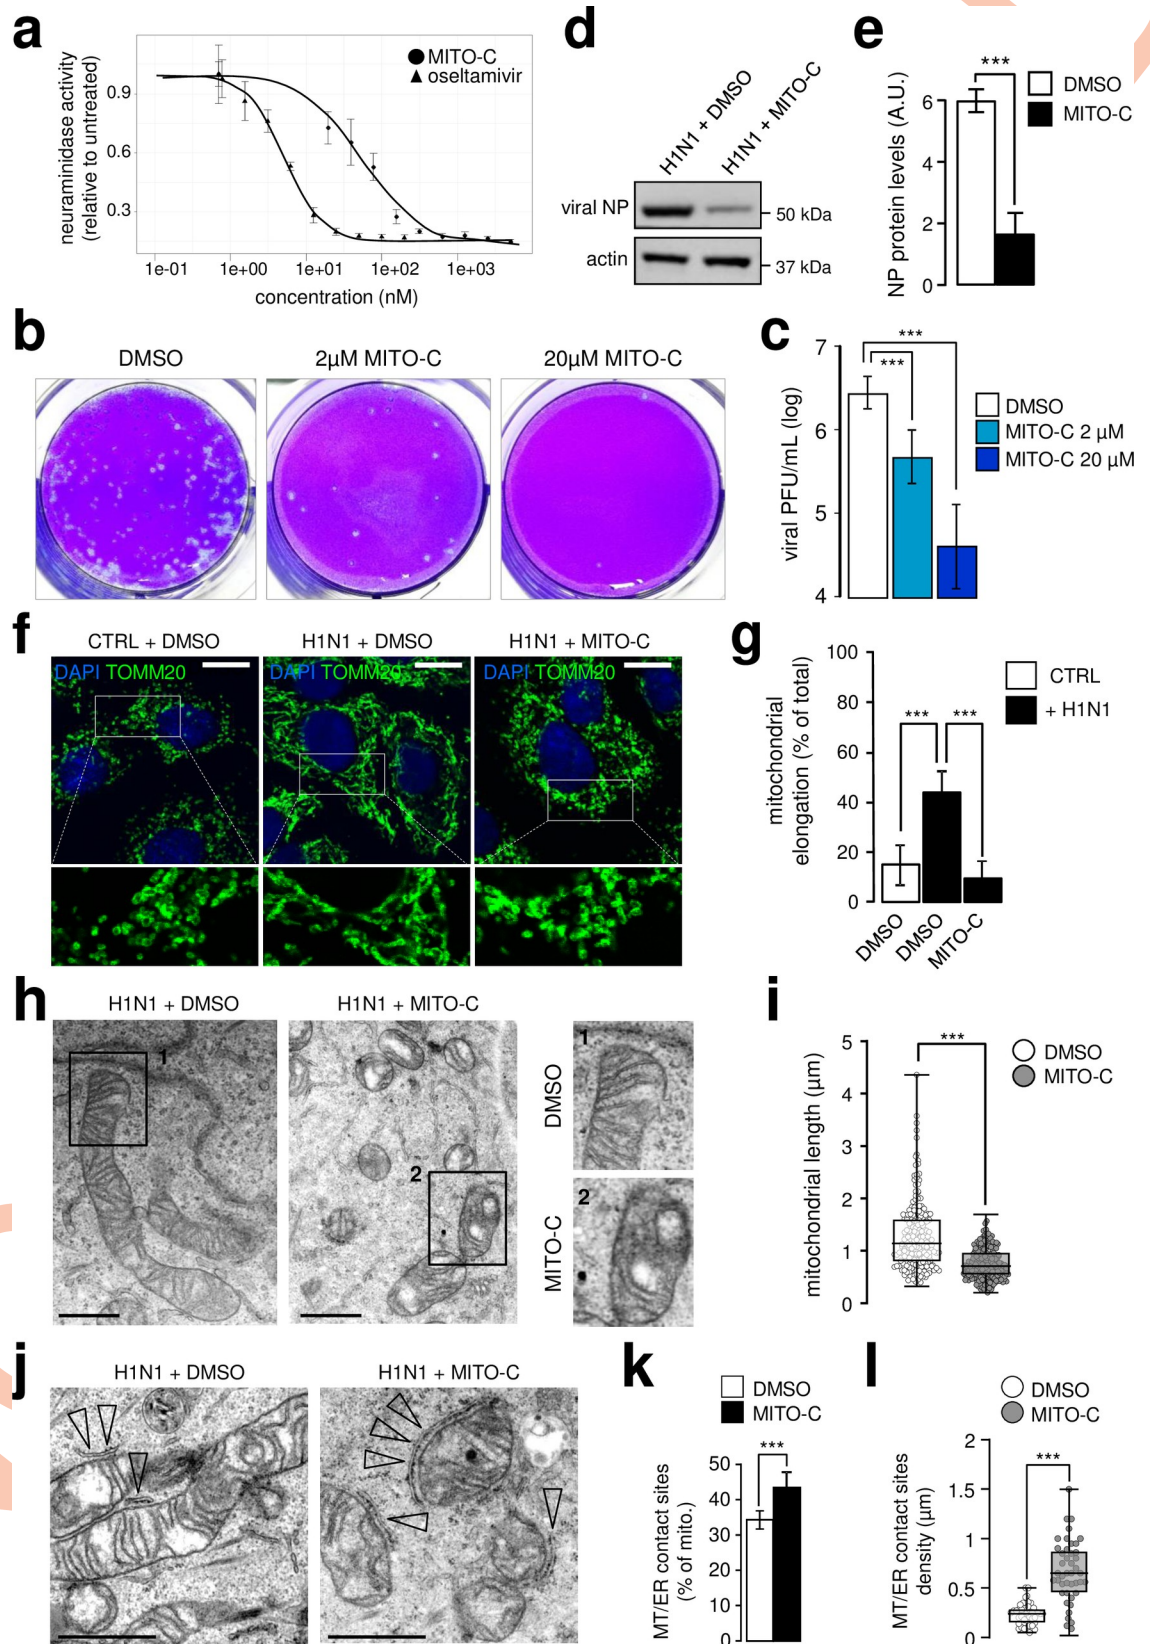 a
neuraminidase activity
(relative to untreated)
0.9
0.6
0.3
MITO-C
oseltamivir
1e-01 1e+00 1e+01 1e+02 1e+03
concentration (nM)
d
H1N1 + DMSO
H1N1 + MITO-C
viral NP
50 kDa
actin
37 kDa
e
NP protein levels (A.U.)
6
4
2
0
***
DMSO
MITO-C
b
DMSO
2µM MITO-C
20µM MITO-C
c
viral PFU/mL (log)
7
6
5
4
***
***
DMSO
MITO-C 2 µM
MITO-C 20 µM
f
CTRL + DMSO
H1N1 + DMSO
H1N1 + MITO-C
DAPI TOMM20
DAPI TOMM20
DAPI TOMM20
g
mitochondrial
elongation (% of total)
100
80
60
40
20
0
*** ***
CTRL
+ H1N1
DMSO
DMSO
MITO-C
h
H1N1 + DMSO
H1N1 + MITO-C
1
2
DMSO
1
MITO-C
2
i
mitochondrial length (µm)
5
4
3
2
1
0
***
DMSO
MITO-C
j
H1N1 + DMSO
H1N1 + MITO-C
k
DMSO
MITO-C
MT/ER contact sites
(% of mito.)
50
40
30
20
10
0
***
l
DMSO
MITO-C
MT/ER contact sites
density (µm)
2
1.5
1
0.5
0
***